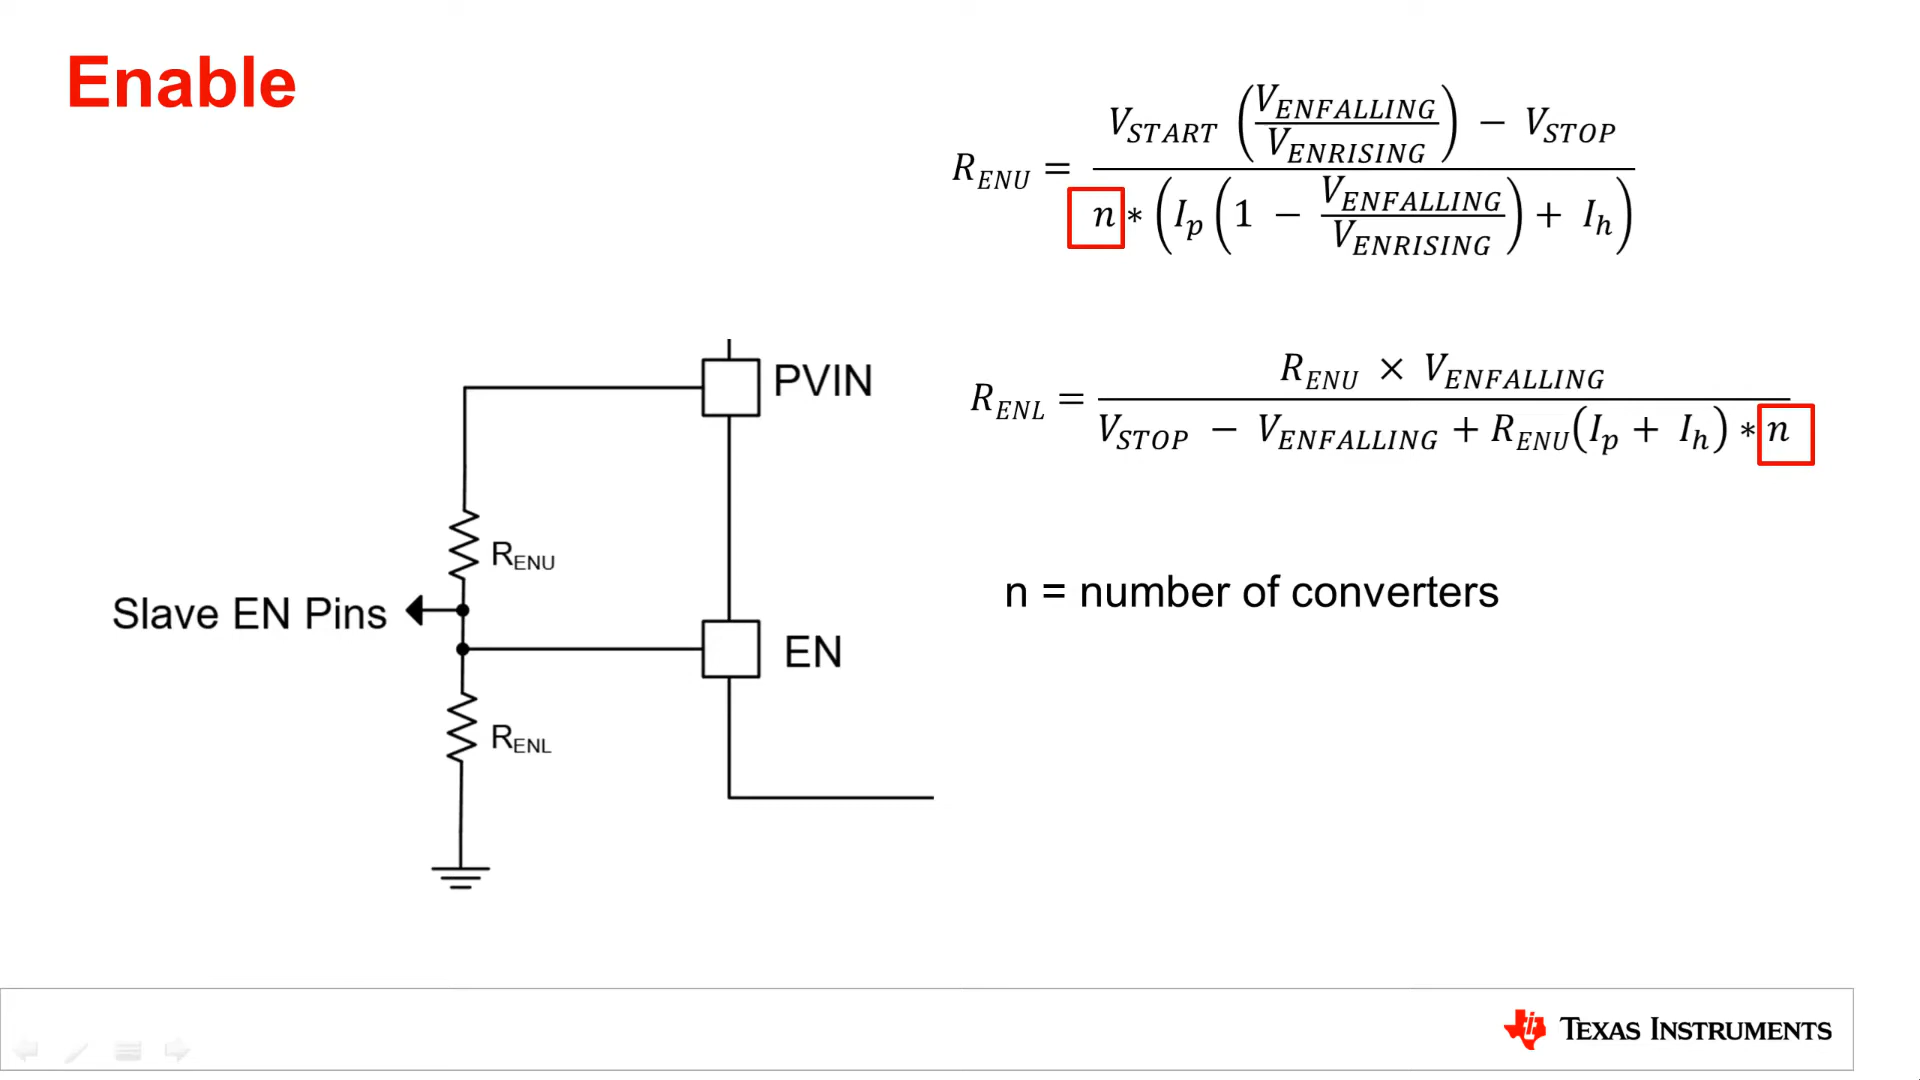 Enable
R_ENU = (V_START (V_ENFALLING / V_ENRISING) − V_STOP) / (n * (I_p (1 − V_ENFALLING / V_ENRISING) + I_h))
R_ENL = (R_ENU × V_ENFALLING) / (V_STOP − V_ENFALLING + R_ENU(I_p + I_h) * n)
PVIN
R_ENU
Slave EN Pins
n = number of converters
EN
R_ENL
TEXAS INSTRUMENTS